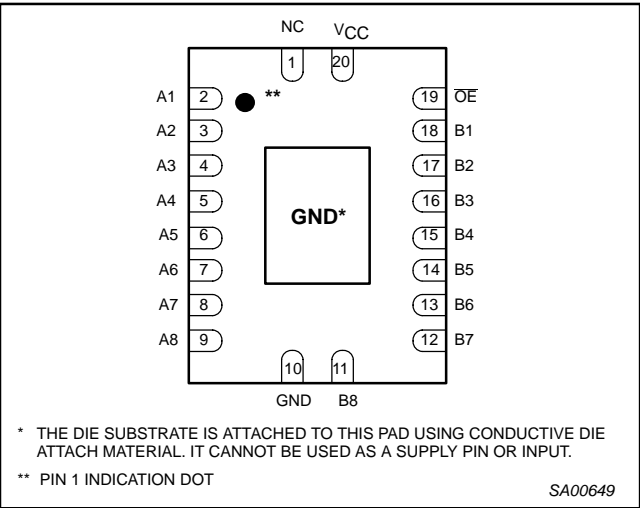 NC VCC
1 20
A1 2 ** 19 OE
A2 3 18 B1
A3 4 17 B2
A4 5 16 B3
GND*
A5 6 15 B4
A6 7 14 B5
A7 8 13 B6
A8 9 12 B7
10 11
GND B8
* THE DIE SUBSTRATE IS ATTACHED TO THIS PAD USING CONDUCTIVE DIE
ATTACH MATERIAL. IT CANNOT BE USED AS A SUPPLY PIN OR INPUT.
** PIN 1 INDICATION DOT
SA00649